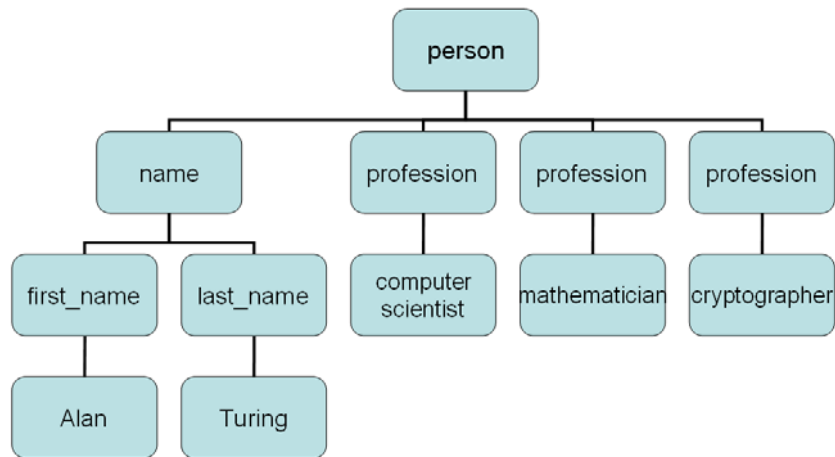 person
name
profession
profession
profession
first_name
last_name
computer
scientist
mathematician
cryptographer
Alan
Turing